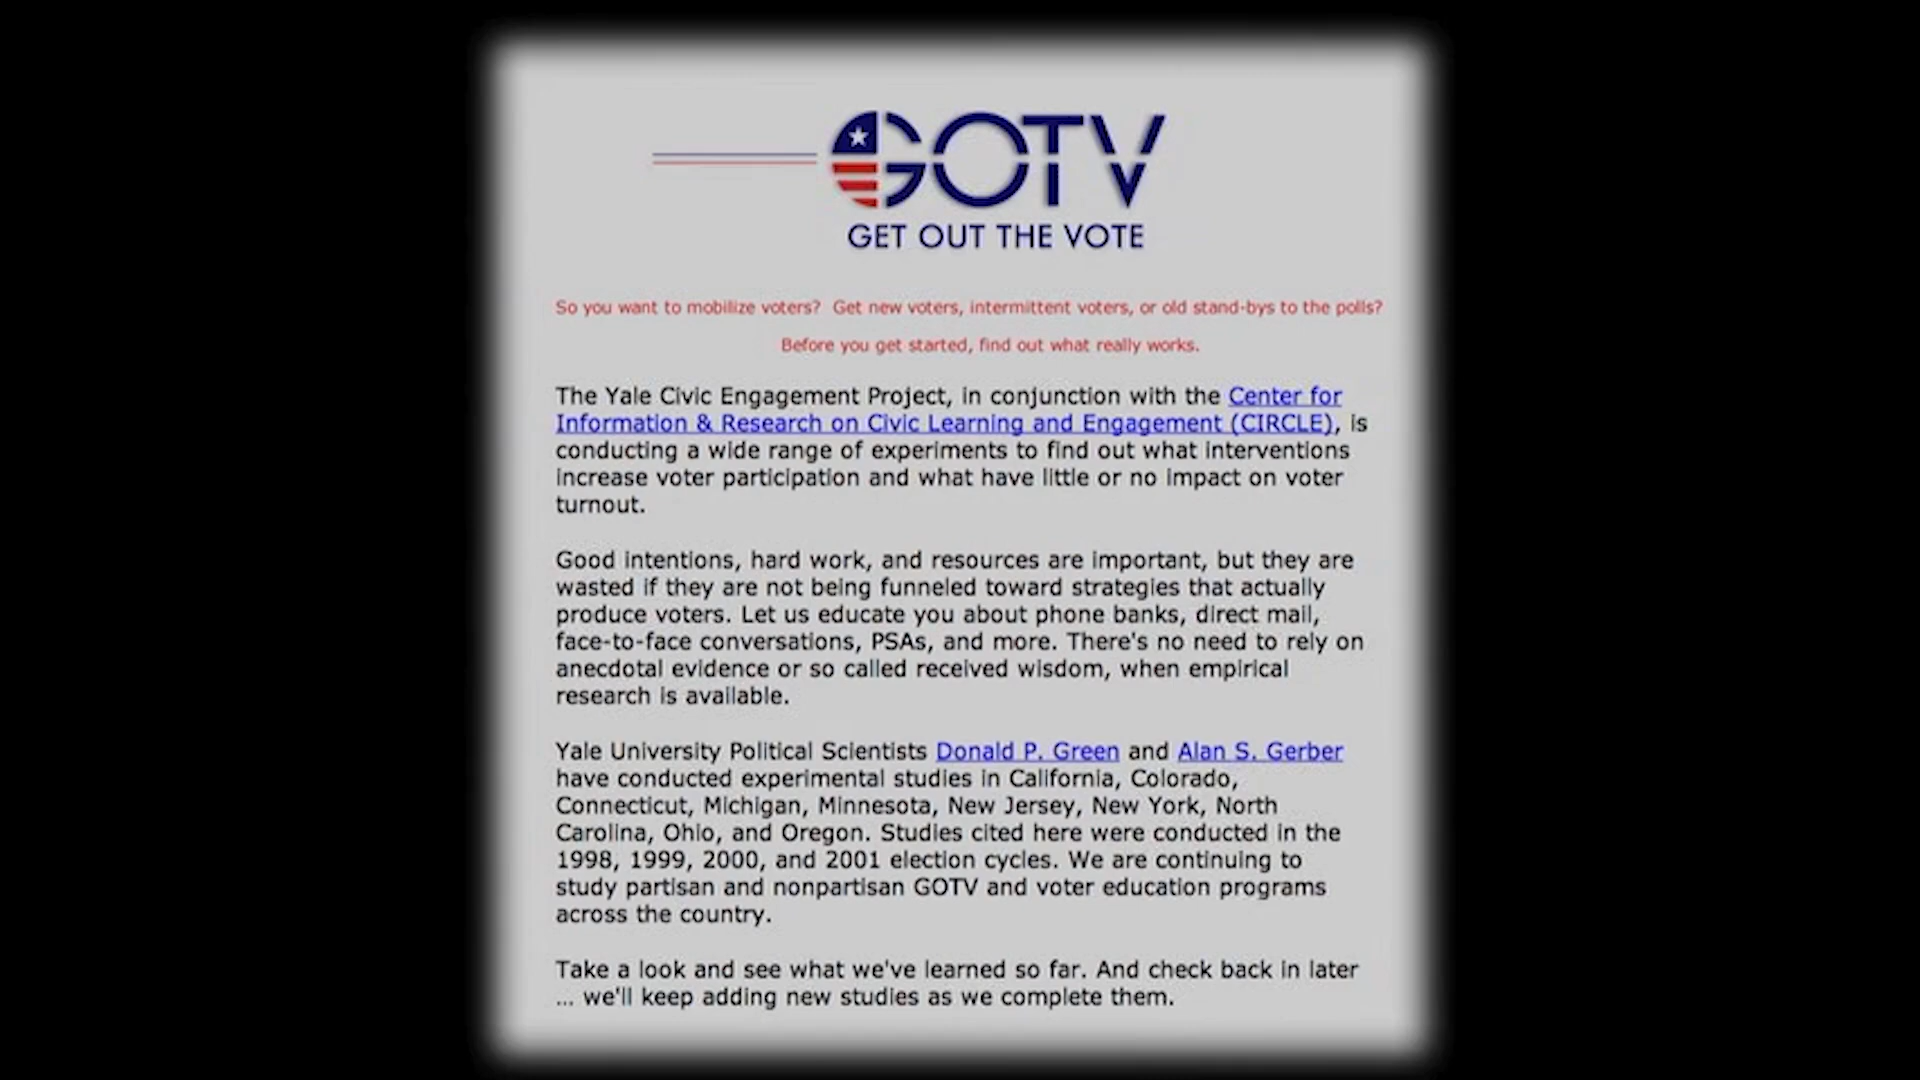 GOTV
GET OUT THE VOTE
So you want to mobilize voters?  Get new voters, intermittent voters, or old stand-bys to the polls?
Before you get started, find out what really works.
The Yale Civic Engagement Project, in conjunction with the Center for
Information & Research on Civic Learning and Engagement (CIRCLE), is
conducting a wide range of experiments to find out what interventions
increase voter participation and what have little or no impact on voter
turnout.
Good intentions, hard work, and resources are important, but they are
wasted if they are not being funneled toward strategies that actually
produce voters. Let us educate you about phone banks, direct mail,
face-to-face conversations, PSAs, and more. There's no need to rely on
anecdotal evidence or so called received wisdom, when empirical
research is available.
Yale University Political Scientists Donald P. Green and Alan S. Gerber
have conducted experimental studies in California, Colorado,
Connecticut, Michigan, Minnesota, New Jersey, New York, North
Carolina, Ohio, and Oregon. Studies cited here were conducted in the
1998, 1999, 2000, and 2001 election cycles. We are continuing to
study partisan and nonpartisan GOTV and voter education programs
across the country.
Take a look and see what we've learned so far. And check back in later
... we'll keep adding new studies as we complete them.